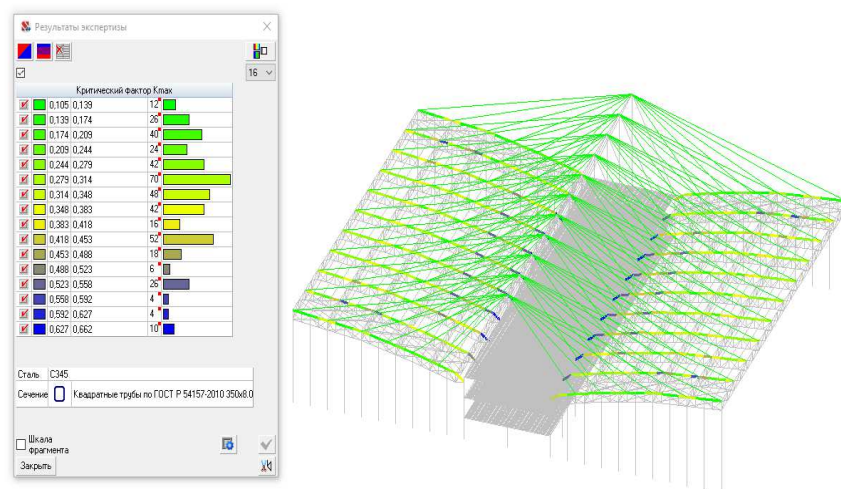 Результаты экспертизы
16
Критический фактор Kmax
0,105 0,139 12
0,139 0,174 26
0,174 0,209 40
0,209 0,244 24
0,244 0,279 42
0,279 0,314 70
0,314 0,348 48
0,348 0,383 42
0,383 0,418 16
0,418 0,453 52
0,453 0,488 18
0,488 0,523 6
0,523 0,558 26
0,558 0,592 4
0,592 0,627 4
0,627 0,662 10
Сталь C345
Сечение Квадратные трубы по ГОСТ Р 54157-2010 350x8.0
Шкала
фрагмента
Закрыть